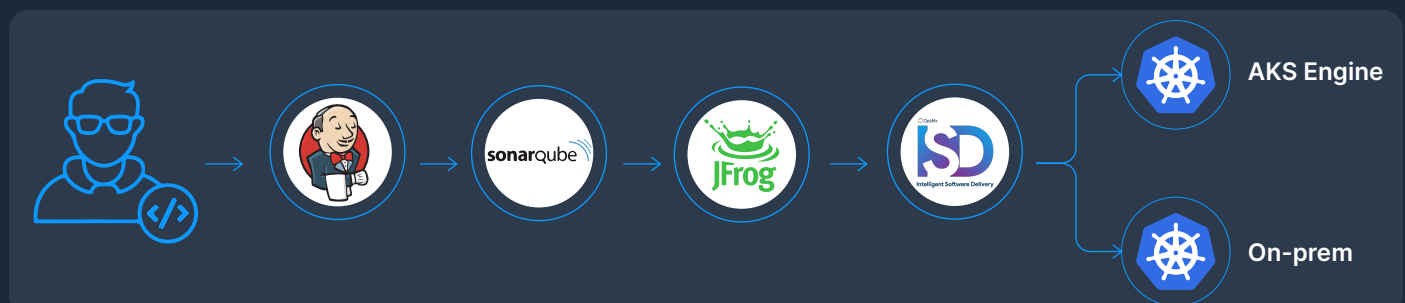 </>
sonarqube
JFrog
OpsMx
ISD
Intelligent Software Delivery
AKS Engine
On-prem